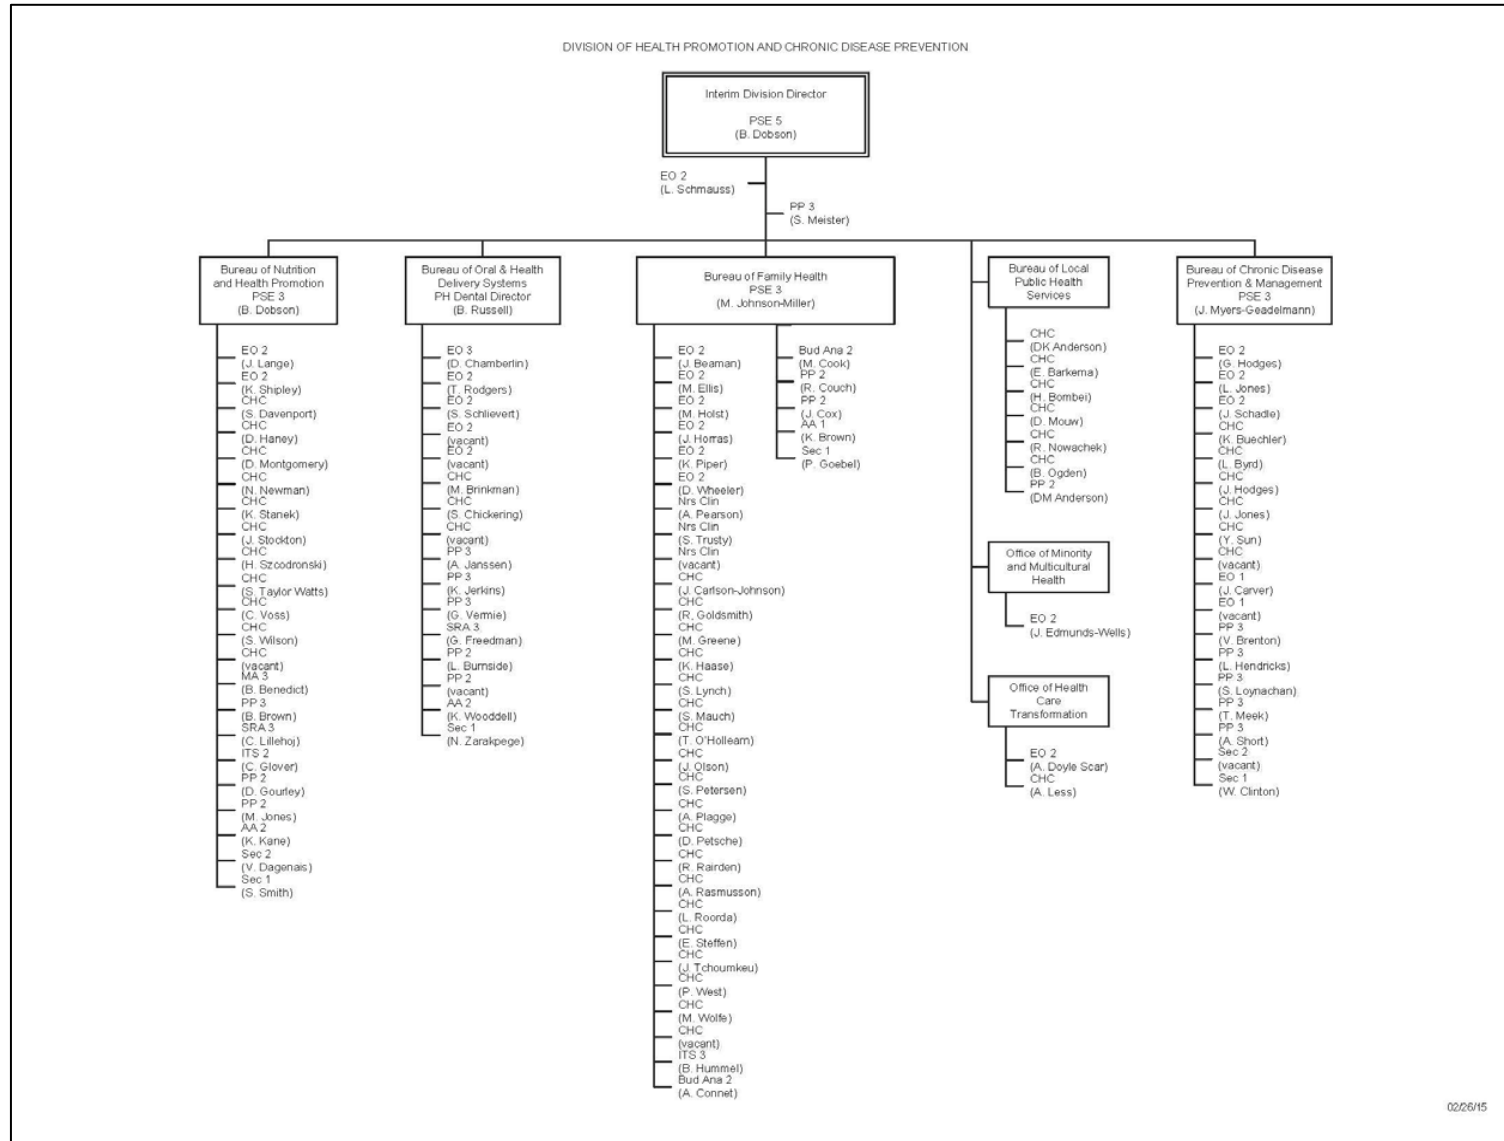 DIVISION OF HEALTH PROMOTION AND CHRONIC DISEASE PREVENTION
Interim Division Director
PSE 5
(B. Dobson)
EO 2
(L. Schmauss)
PP 3
(S. Meister)
Bureau of Nutrition
and Health Promotion
PSE 3
(B. Dobson)
EO 2
(J. Lange)
EO 2
(K. Shipley)
CHC
(S. Davenport)
CHC
(D. Haney)
CHC
(D. Montgomery)
CHC
(N. Newman)
CHC
(K. Stanek)
CHC
(J. Stockton)
CHC
(H. Szcodronski)
CHC
(S. Taylor Watts)
CHC
(C. Voss)
CHC
(S. Wilson)
CHC
(vacant)
MA 3
(B. Benedict)
PP 3
(B. Brown)
SRA 3
(C. Lillehoj)
ITS 2
(C. Glover)
PP 2
(D. Gourley)
PP 2
(M. Jones)
AA 2
(K. Kane)
Sec 2
(V. Dagenais)
Sec 1
(S. Smith)
Bureau of Oral & Health
Delivery Systems
PH Dental Director
(B. Russell)
EO 3
(D. Chamberlin)
EO 2
(T. Rodgers)
EO 2
(S. Schlievert)
EO 2
(vacant)
EO 2
(vacant)
CHC
(M. Brinkman)
CHC
(S. Chickering)
CHC
(vacant)
PP 3
(A. Janssen)
PP 3
(K. Jerkins)
PP 3
(G. Vermie)
SRA 3
(G. Freedman)
PP 2
(L. Burnside)
PP 2
(vacant)
AA 2
(K. Wooddell)
Sec 1
(N. Zarakpege)
Bureau of Family Health
PSE 3
(M. Johnson-Miller)
EO 2
(J. Beaman)
EO 2
(M. Ellis)
EO 2
(M. Holst)
EO 2
(J. Horras)
EO 2
(K. Piper)
EO 2
(D. Wheeler)
Nrs Clin
(A. Pearson)
Nrs Clin
(S. Trusty)
Nrs Clin
(vacant)
CHC
(J. Carlson-Johnson)
CHC
(R, Goldsmith)
CHC
(M. Greene)
CHC
(K. Haase)
CHC
(S. Lynch)
CHC
(S. Mauch)
CHC
(T. O'Hollearn)
CHC
(J. Olson)
CHC
(S. Petersen)
CHC
(A. Plagge)
CHC
(D. Petsche)
CHC
(R. Rairden)
CHC
(A. Rasmusson)
CHC
(L. Roorda)
CHC
(E. Steffen)
CHC
(J. Tchoumkeu)
CHC
(P. West)
CHC
(M. Wolfe)
CHC
(vacant)
ITS 3
(B. Hummel)
Bud Ana 2
(A. Connet)
Bud Ana 2
(M. Cook)
PP 2
(R. Couch)
PP 2
(J. Cox)
AA 1
(K. Brown)
Sec 1
(P. Goebel)
Bureau of Local
Public Health
Services
CHC
(DK Anderson)
CHC
(E. Barkema)
CHC
(H. Bombei)
CHC
(D. Mouw)
CHC
(R. Nowachek)
CHC
(B. Ogden)
PP 2
(DM Anderson)
Office of Minority
and Multicultural
Health
EO 2
(J. Edmunds-Wells)
Office of Health
Care
Transformation
EO 2
(A. Doyle Scar)
CHC
(A. Less)
Bureau of Chronic Disease
Prevention & Management
PSE 3
(J. Myers-Geadelmann)
EO 2
(G. Hodges)
EO 2
(L. Jones)
EO 2
(J. Schadle)
CHC
(K. Buechler)
CHC
(L. Byrd)
CHC
(J. Hodges)
CHC
(J. Jones)
CHC
(Y. Sun)
CHC
(vacant)
EO 1
(J. Carver)
EO 1
(vacant)
PP 3
(V. Brenton)
PP 3
(L. Hendricks)
PP 3
(S. Loynachan)
PP 3
(T. Meek)
PP 3
(A. Short)
Sec 2
(vacant)
Sec 1
(W. Clinton)
02/26/15